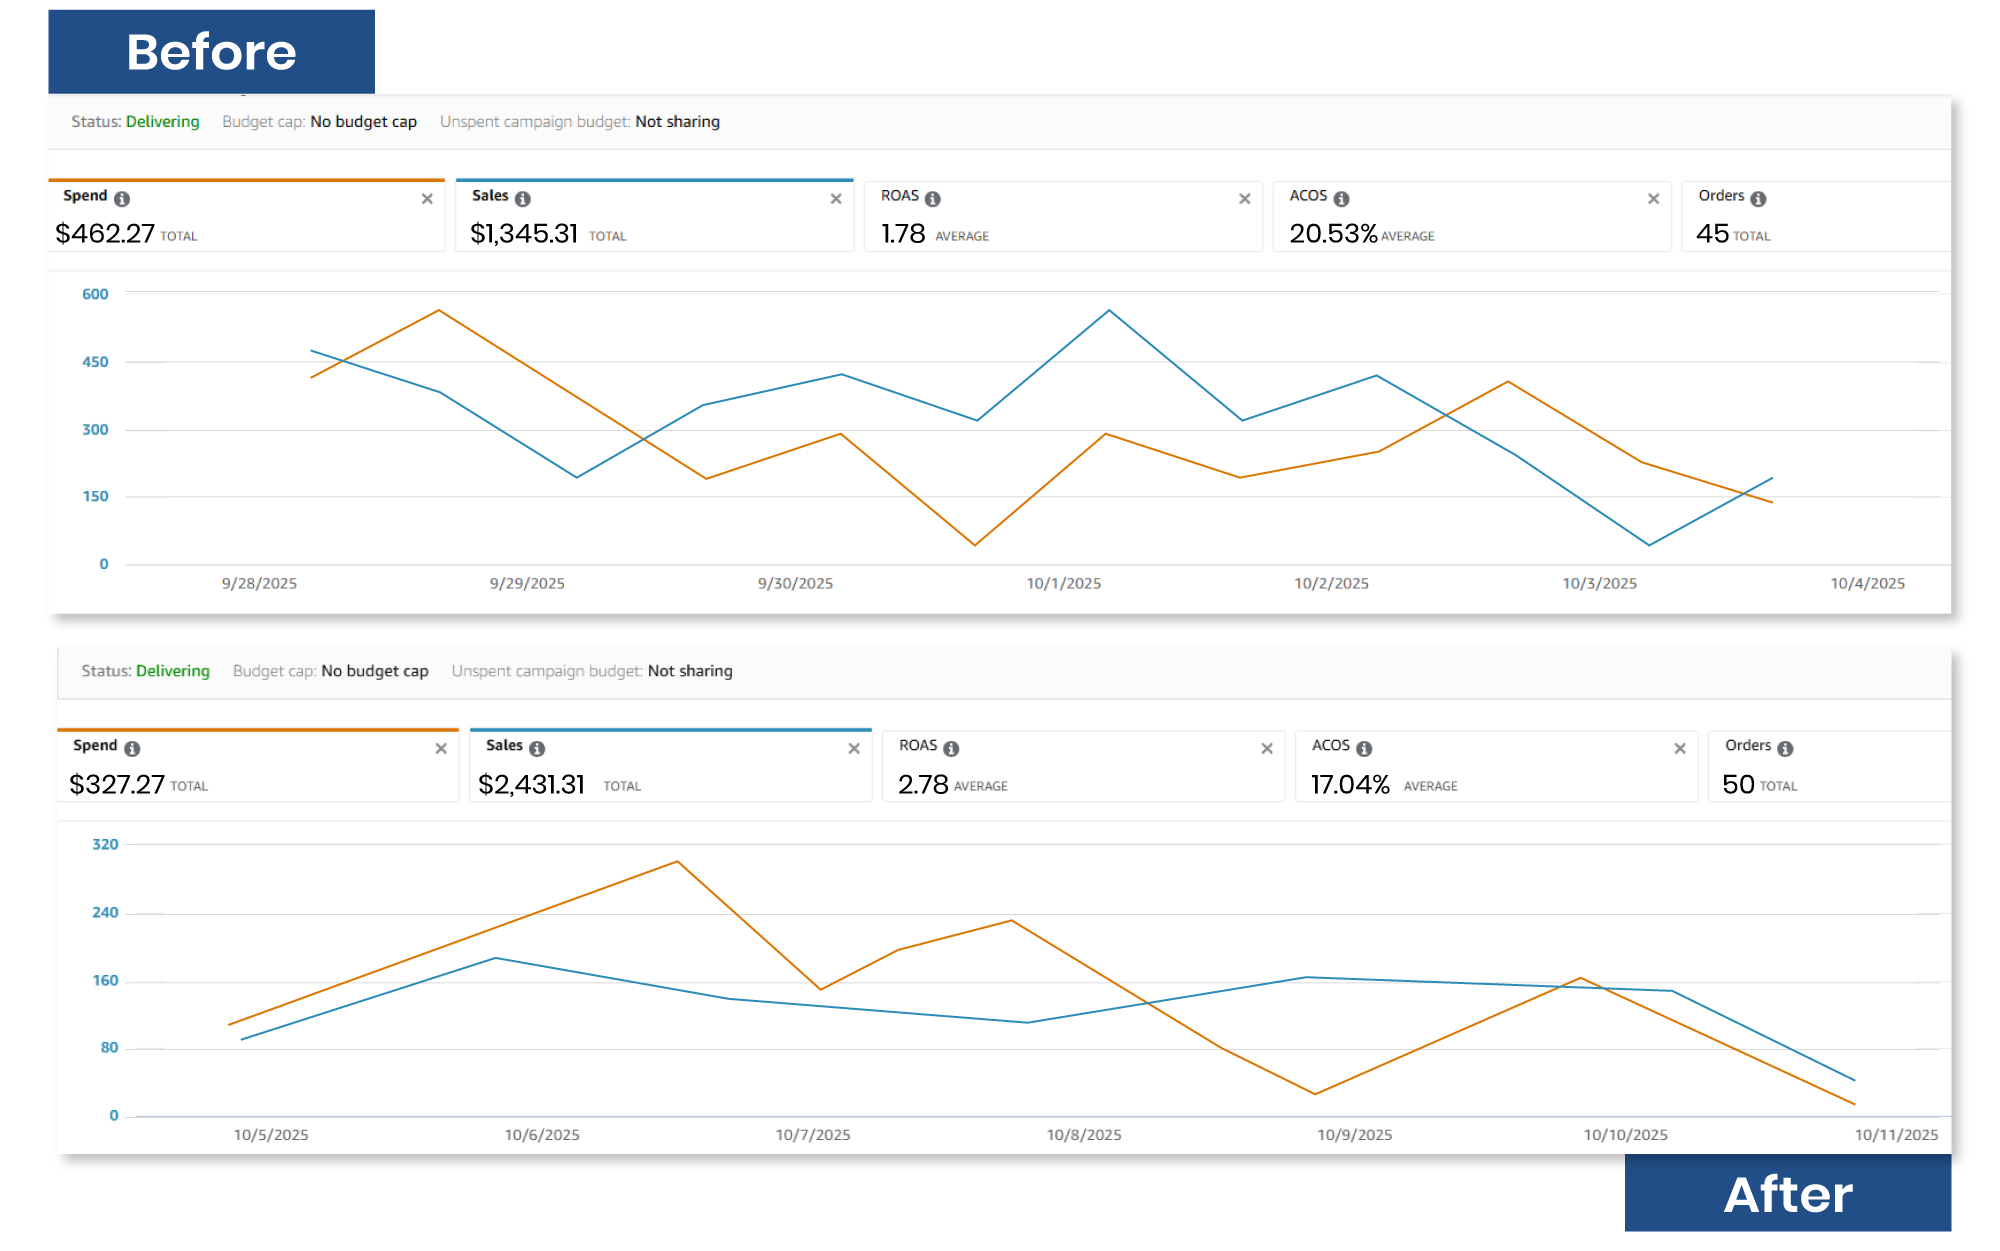 Before
Status: Delivering Budget cap: No budget cap Unspent campaign budget: Not sharing
Spend Sales ROAS ACOS Orders
$462.27 TOTAL $1,345.31 TOTAL 1.78 AVERAGE 20.53% AVERAGE 45 TOTAL
600
450
300
150
0
9/28/2025 9/29/2025 9/30/2025 10/1/2025 10/2/2025 10/3/2025 10/4/2025
Status: Delivering Budget cap: No budget cap Unspent campaign budget: Not sharing
Spend Sales ROAS ACOS Orders
$327.27 TOTAL $2,431.31 TOTAL 2.78 AVERAGE 17.04% AVERAGE 50 TOTAL
320
240
160
80
0
10/5/2025 10/6/2025 10/7/2025 10/8/2025 10/9/2025 10/10/2025 10/11/2025
After